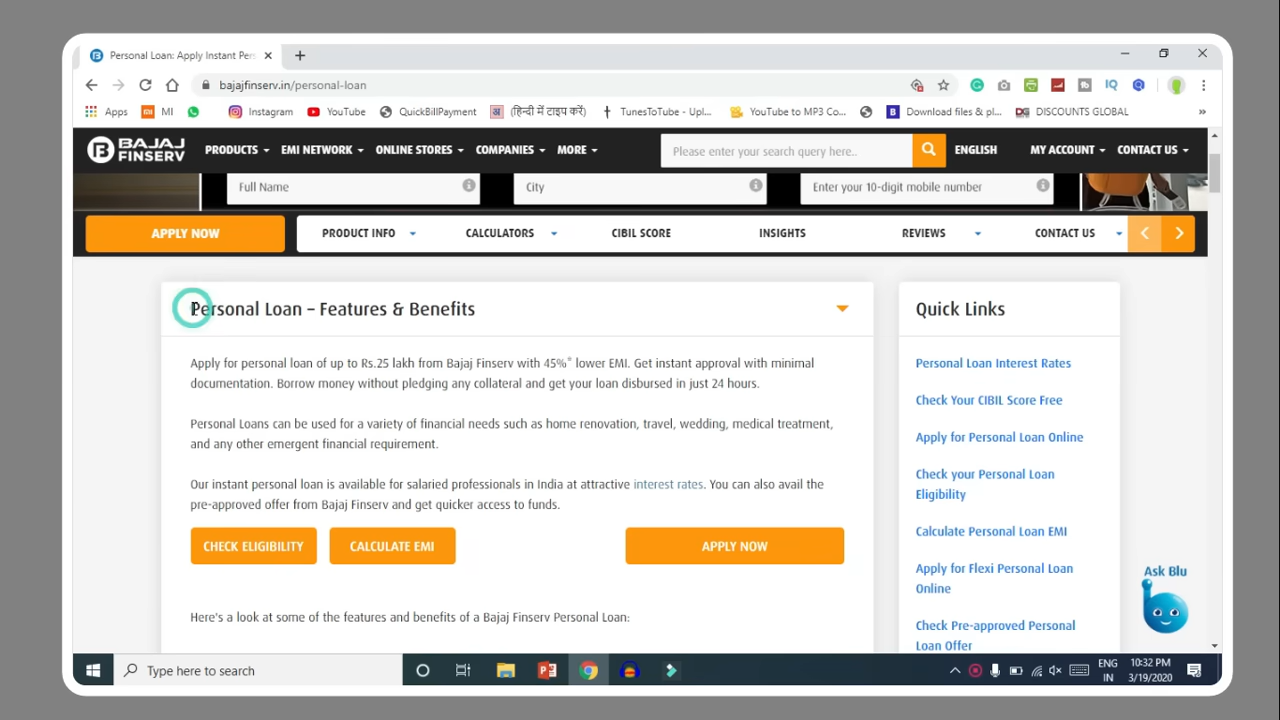 Personal Loan: Apply Instant Pers
bajajfinserv.in/personal-loan
Apps MI Instagram YouTube QuickBillPayment (हिन्दी में टाइप करें) TunesToTube - Upl... YouTube to MP3 Co... Download files & pl... DISCOUNTS GLOBAL »
BAJAJ FINSERV PRODUCTS EMI NETWORK ONLINE STORES COMPANIES MORE Please enter your search query here.. ENGLISH MY ACCOUNT CONTACT US
Full Name City Enter your 10-digit mobile number
APPLY NOW PRODUCT INFO CALCULATORS CIBIL SCORE INSIGHTS REVIEWS CONTACT US
Personal Loan – Features & Benefits
Apply for personal loan of up to Rs.25 lakh from Bajaj Finserv with 45%* lower EMI. Get instant approval with minimal
documentation. Borrow money without pledging any collateral and get your loan disbursed in just 24 hours.
Personal Loans can be used for a variety of financial needs such as home renovation, travel, wedding, medical treatment,
and any other emergent financial requirement.
Our instant personal loan is available for salaried professionals in India at attractive interest rates. You can also avail the
pre-approved offer from Bajaj Finserv and get quicker access to funds.
CHECK ELIGIBILITY CALCULATE EMI APPLY NOW
Here's a look at some of the features and benefits of a Bajaj Finserv Personal Loan:
Quick Links
Personal Loan Interest Rates
Check Your CIBIL Score Free
Apply for Personal Loan Online
Check your Personal Loan
Eligibility
Calculate Personal Loan EMI
Apply for Flexi Personal Loan
Online
Check Pre-approved Personal
Loan Offer
Ask Blu
Type here to search
ENG
IN
10:32 PM
3/19/2020